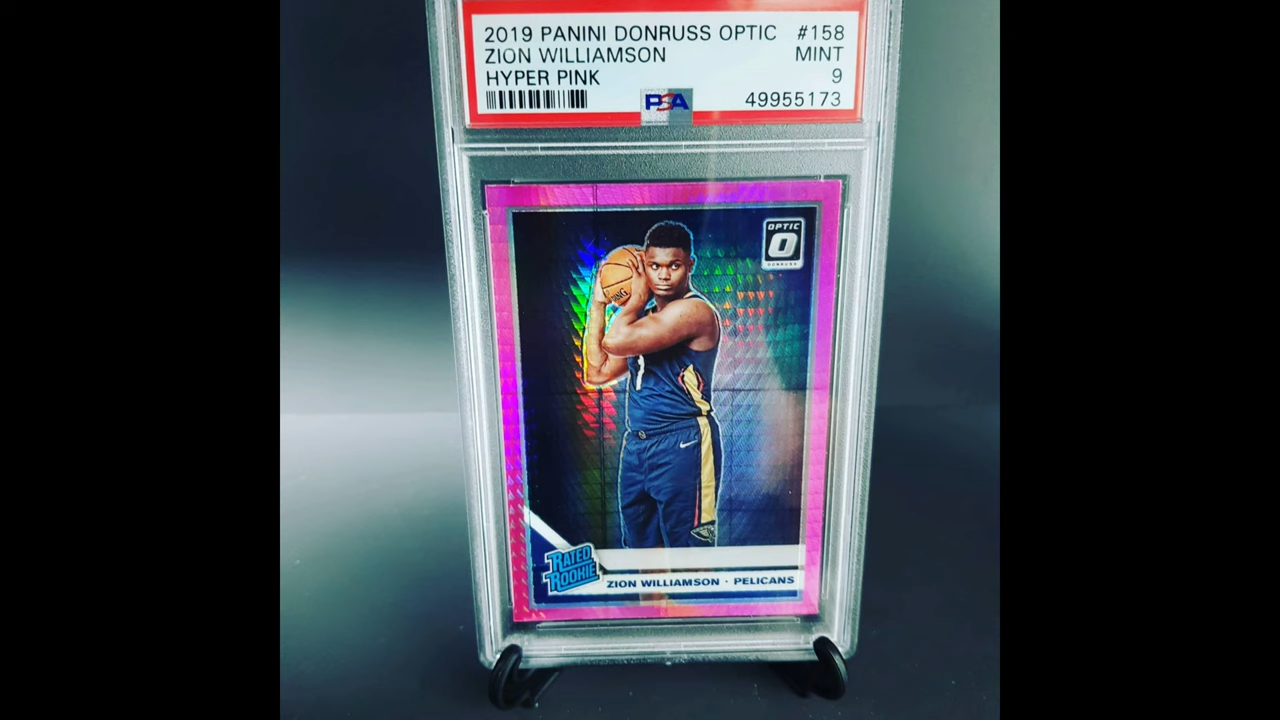 2019 PANINI DONRUSS OPTIC #158
ZION WILLIAMSON MINT
HYPER PINK 9
PSA 49955173
OPTIC
O
DONRUSS
RATED
ROOKIE
ZION WILLIAMSON · PELICANS